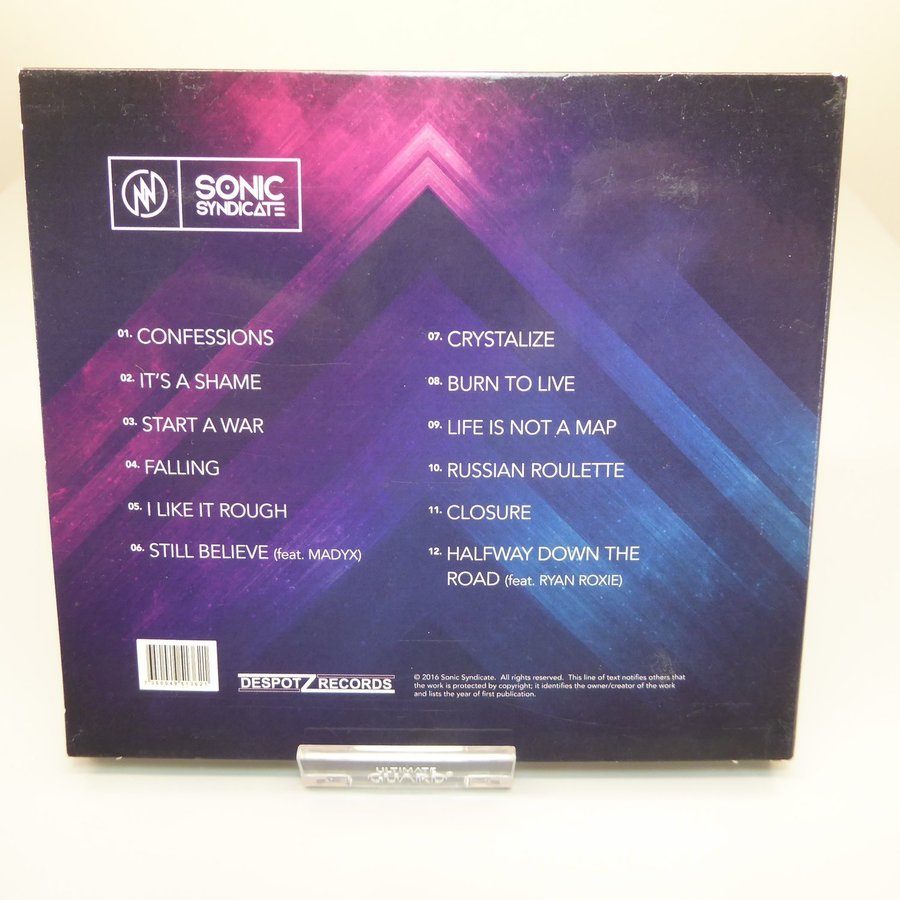 SONIC
SYNDICATE
01. CONFESSIONS
02. IT'S A SHAME
03. START A WAR
04. FALLING
05. I LIKE IT ROUGH
06. STILL BELIEVE (feat. MADYX)
07. CRYSTALIZE
08. BURN TO LIVE
09. LIFE IS NOT A MAP
10. RUSSIAN ROULETTE
11. CLOSURE
12. HALFWAY DOWN THE
ROAD (feat. RYAN ROXIE)
DESPOTZ RECORDS
© 2016 Sonic Syndicate. All rights reserved. This line of text notifies others that
the work is protected by copyright; it identifies the owner/creator of the work
and lists the year of first publication.
ULTIMATE
GUARD